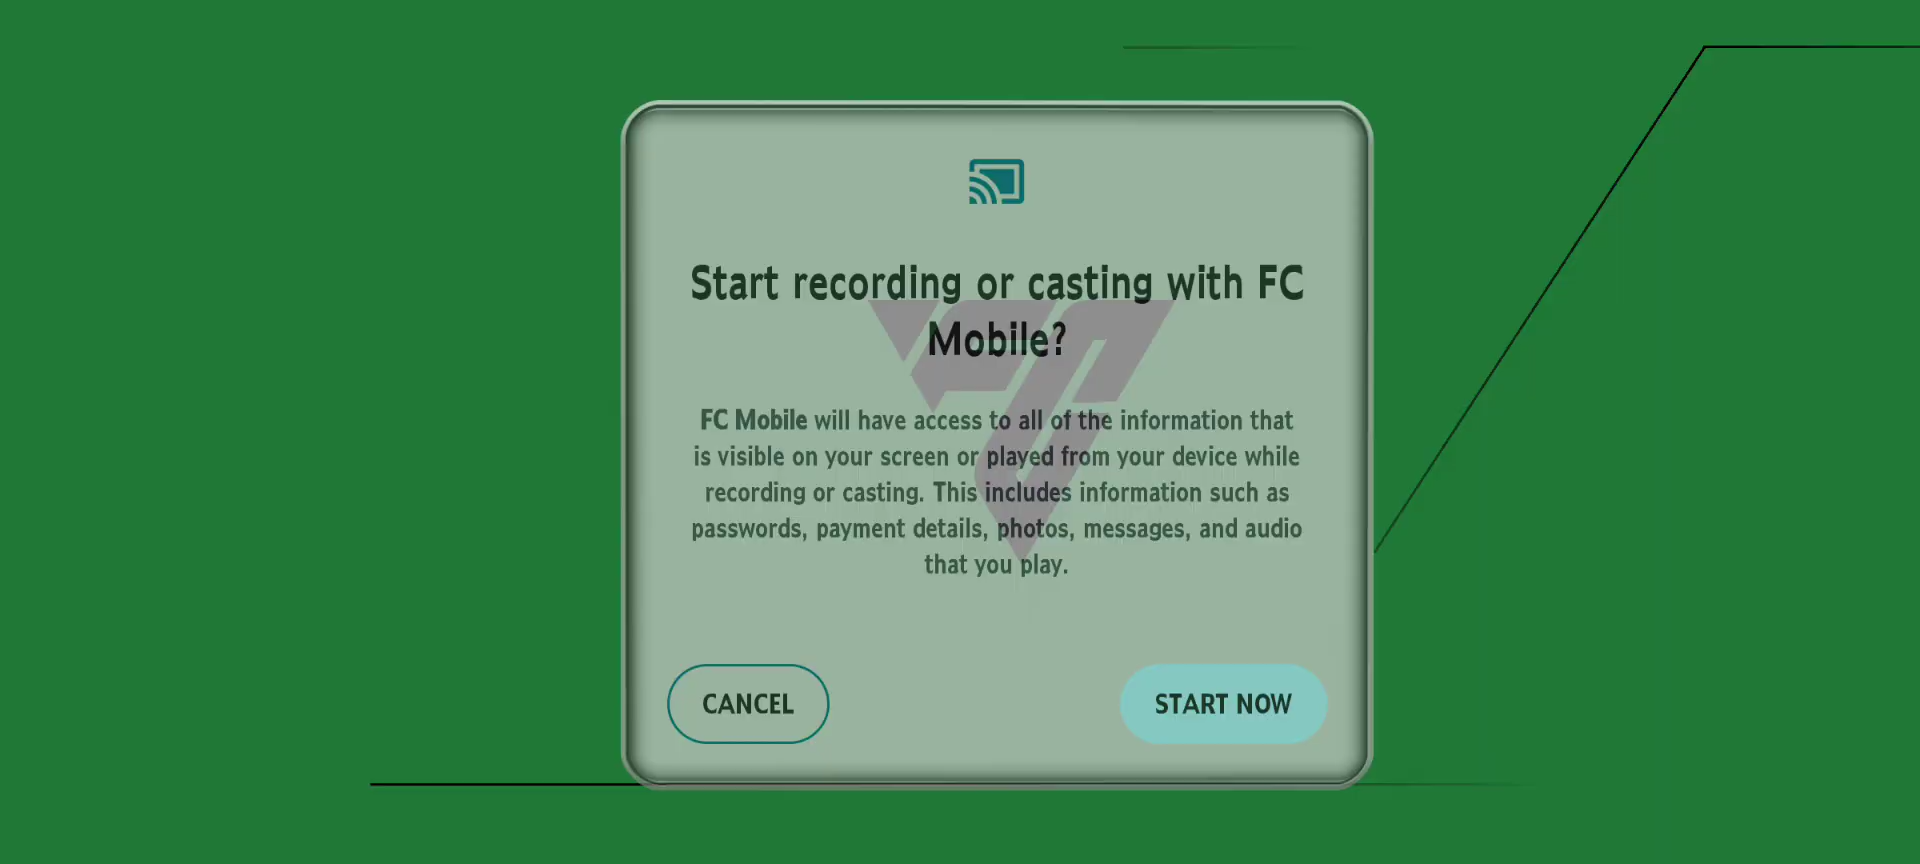 Start recording or casting with FC
Mobile?
FC Mobile will have access to all of the information that
is visible on your screen or played from your device while
recording or casting. This includes information such as
passwords, payment details, photos, messages, and audio
that you play.
CANCEL
START NOW